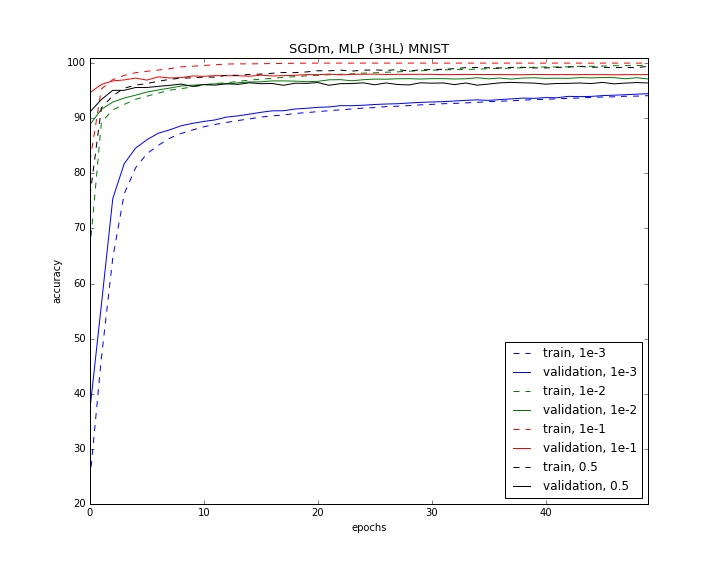 SGDm, MLP (3HL) MNIST
100
90
80
70
60
50
40
30
20
accuracy
0
10
20
30
40
epochs
train, 1e-3
validation, 1e-3
train, 1e-2
validation, 1e-2
train, 1e-1
validation, 1e-1
train, 0.5
validation, 0.5